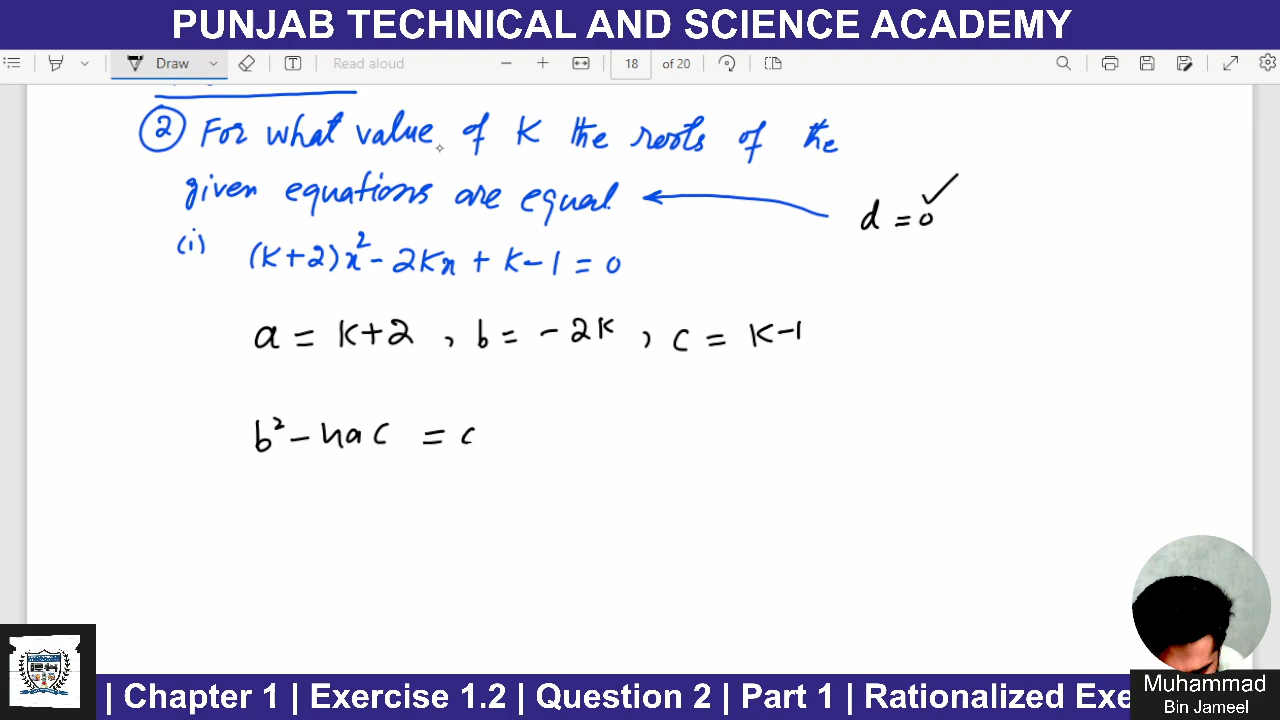 PUNJAB TECHNICAL AND SCIENCE ACADEMY
Draw Read aloud 18 of 20
② For what value of K the roots of the
given equations are equal
d = 0
(i) (K+2)x² - 2Kx + K-1 = 0
a = K+2 , b = -2K , c = K-1
b² - 4ac = c
| Chapter 1 | Exercise 1.2 | Question 2 | Part 1 | Rationalized Exe
Muhammad
Bin Jameel